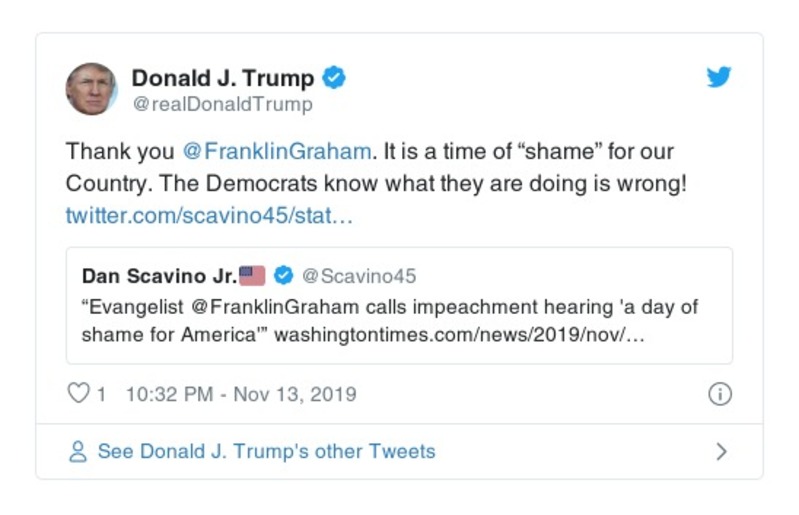 Donald J. Trump
@realDonaldTrump
Thank you @FranklinGraham. It is a time of “shame” for our
Country. The Democrats know what they are doing is wrong!
twitter.com/scavino45/stat…
Dan Scavino Jr.🇺🇸 @Scavino45
“Evangelist @FranklinGraham calls impeachment hearing 'a day of
shame for America'” washingtontimes.com/news/2019/nov/…
1 10:32 PM - Nov 13, 2019
See Donald J. Trump's other Tweets